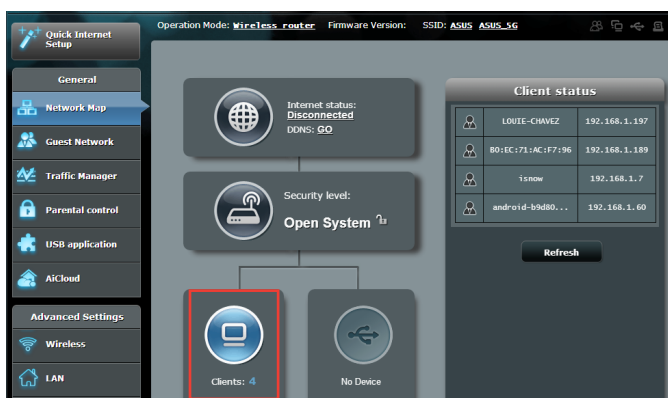 Operation Mode: Wireless router Firmware Version: SSID: ASUS ASUS_5G
Quick Internet
Setup
General
Network Map
Guest Network
Traffic Manager
Parental control
USB application
AiCloud
Advanced Settings
Wireless
LAN
Internet status:
Disconnected
DDNS: GO
Security level:
Open System
Clients: 4
No Device
Client status
LOUIE-CHAVEZ 192.168.1.197
B0:EC:71:AC:F7:96 192.168.1.189
isnow 192.168.1.7
android-b9d80... 192.168.1.60
Refresh